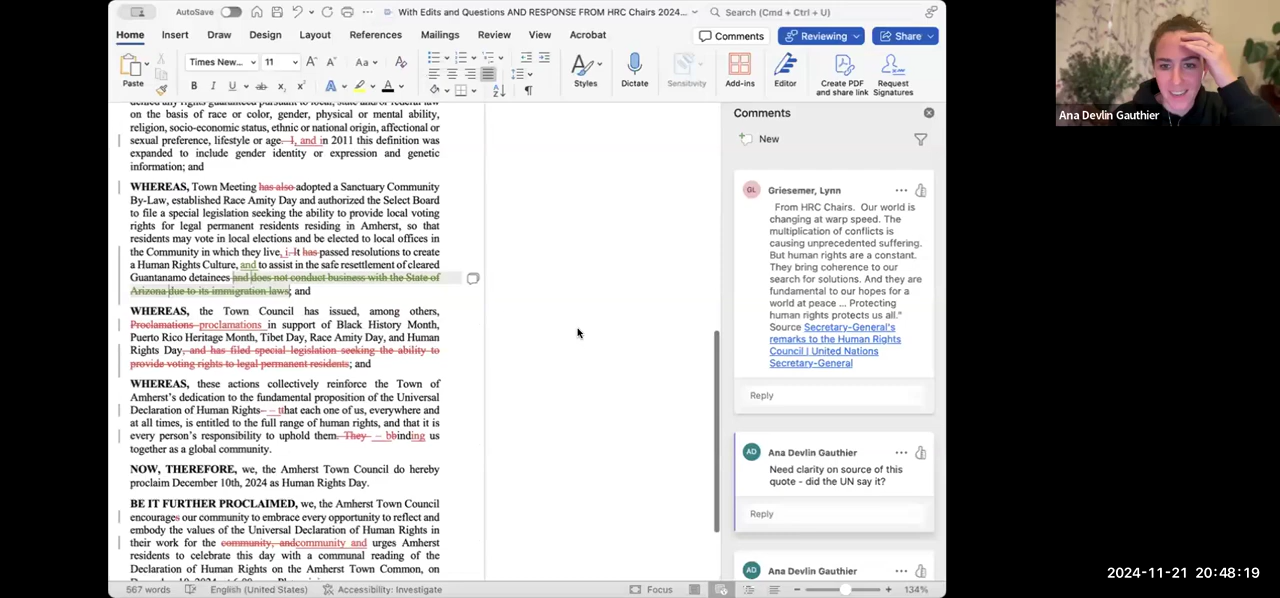 AutoSave
With Edits and Questions AND RESPONSE FROM HRC Chairs 2024...
Search (Cmd + Ctrl + U)
Home Insert Draw Design Layout References Mailings Review View Acrobat
Comments Reviewing Share
Paste
Times New... 11
B I U
Styles Dictate Sensitivity Add-ins Editor Create PDF and share link Request Signatures
on the basis of race or color, gender, physical or mental ability,
religion, socio-economic status, ethnic or national origin, affectional or
sexual preference, lifestyle or age. I, and in 2011 this definition was
expanded to include gender identity or expression and genetic
information; and
WHEREAS, Town Meeting has also adopted a Sanctuary Community
By-Law, established Race Amity Day and authorized the Select Board
to file a special legislation seeking the ability to provide local voting
rights for legal permanent residents residing in Amherst, so that
residents may vote in local elections and be elected to local offices in
the Community in which they live, i. It has passed resolutions to create
a Human Rights Culture, and to assist in the safe resettlement of cleared
Guantanamo detainees and does not conduct business with the State of
Arizona due to its immigration laws; and
WHEREAS, the Town Council has issued, among others,
Proclamations proclamations in support of Black History Month,
Puerto Rico Heritage Month, Tibet Day, Race Amity Day, and Human
Rights Day, and has filed special legislation seeking the ability to
provide voting rights to legal permanent residents; and
WHEREAS, these actions collectively reinforce the Town of
Amherst's dedication to the fundamental proposition of the Universal
Declaration of Human Rights – – tthat each one of us, everywhere and
at all times, is entitled to the full range of human rights, and that it is
every person's responsibility to uphold them. They – bbinding us
together as a global community.
NOW, THEREFORE, we, the Amherst Town Council do hereby
proclaim December 10th, 2024 as Human Rights Day.
BE IT FURTHER PROCLAIMED, we, the Amherst Town Council
encourages our community to embrace every opportunity to reflect and
embody the values of the Universal Declaration of Human Rights in
their work for the community, andcommunity and urges Amherst
residents to celebrate this day with a communal reading of the
Declaration of Human Rights on the Amherst Town Common, on
Comments
New
GL Griesemer, Lynn
From HRC Chairs. Our world is
changing at warp speed. The
multiplication of conflicts is
causing unprecedented suffering.
But human rights are a constant.
They bring coherence to our
search for solutions. And they are
fundamental to our hopes for a
world at peace ... Protecting
human rights protects us all."
Source Secretary-General's
remarks to the Human Rights
Council | United Nations
Secretary-General
Reply
AD Ana Devlin Gauthier
Need clarity on source of this
quote - did the UN say it?
Reply
AD Ana Devlin Gauthier
567 words English (United States) Accessibility: Investigate Focus 134%
Ana Devlin Gauthier
2024-11-21 20:48:19